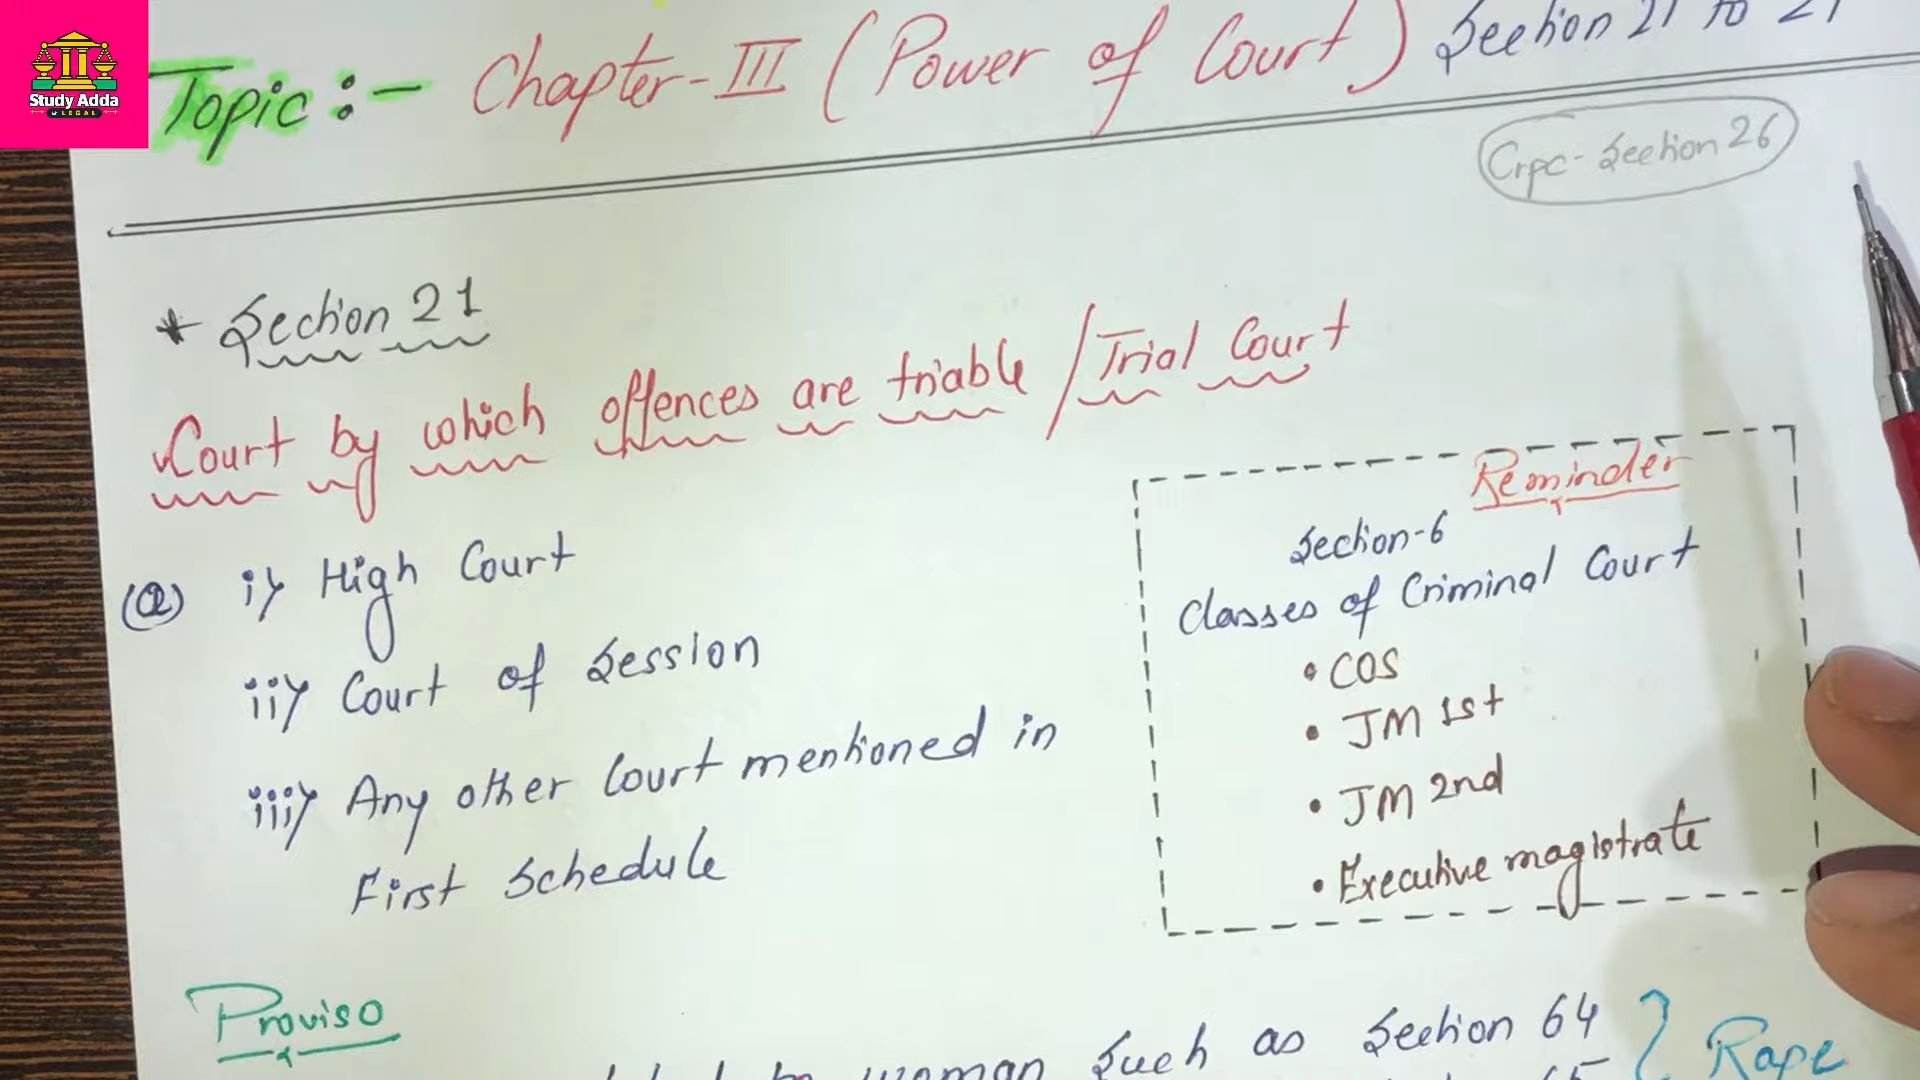 Study Adda
LEGAL
Topic :- Chapter-III (Power of Court) Section 21 to 29
Crpc- Section 26
* Section 21
Court by which offences are triable / Trial Court
(a) i) High Court
ii) Court of Session
iii) Any other Court mentioned in
First Schedule
Reminder
Section-6
Classes of Criminal Court
• COS
• JM 1st
• JM 2nd
• Executive magistrate
Proviso
woman Such as Section 64
Rape